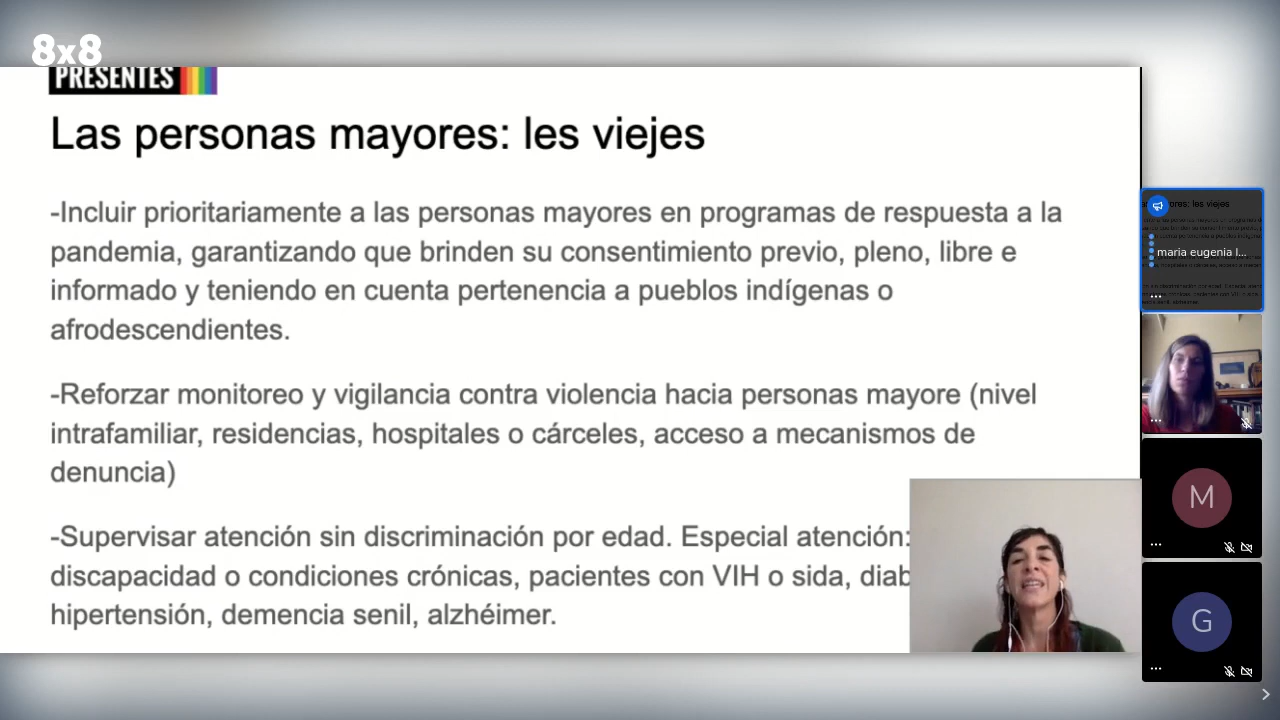 8x8
PRESENTES
Las personas mayores: les viejes
-Incluir prioritariamente a las personas mayores en programas de respuesta a la
pandemia, garantizando que brinden su consentimiento previo, pleno, libre e
informado y teniendo en cuenta pertenencia a pueblos indígenas o
afrodescendientes.
-Reforzar monitoreo y vigilancia contra violencia hacia personas mayore (nivel
intrafamiliar, residencias, hospitales o cárceles, acceso a mecanismos de
denuncia)
-Supervisar atención sin discriminación por edad. Especial atención:
discapacidad o condiciones crónicas, pacientes con VIH o sida, diab
hipertensión, demencia senil, alzhéimer.
maria eugenia l...
M
G